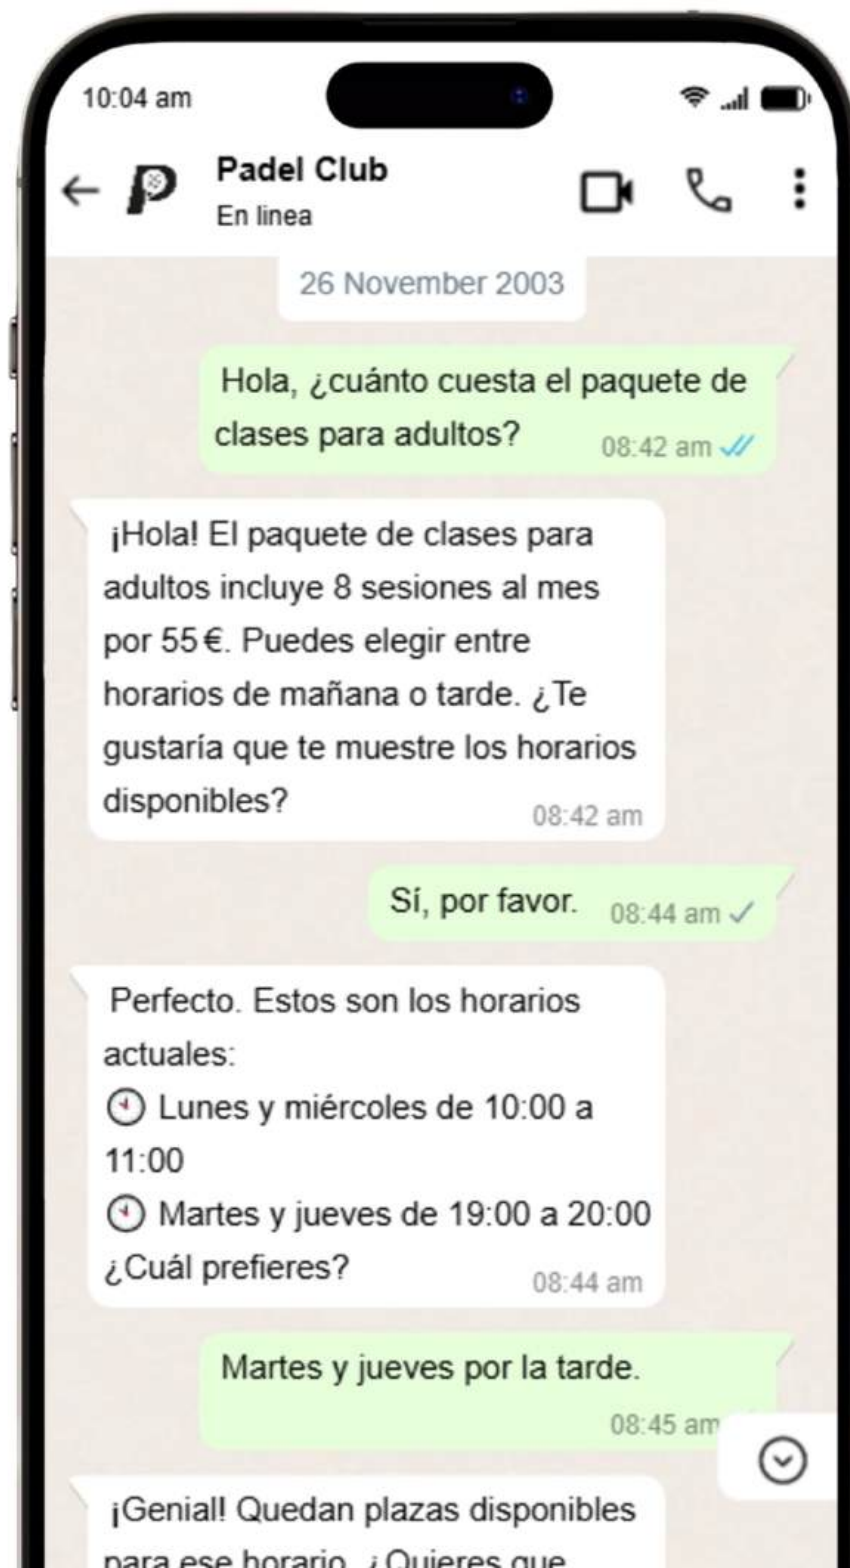 10:04 am
Padel Club
En linea
26 November 2003
Hola, ¿cuánto cuesta el paquete de
clases para adultos?
08:42 am
¡Hola! El paquete de clases para
adultos incluye 8 sesiones al mes
por 55 €. Puedes elegir entre
horarios de mañana o tarde. ¿Te
gustaría que te muestre los horarios
disponibles?
08:42 am
Sí, por favor. 08:44 am
Perfecto. Estos son los horarios
actuales:
🕙 Lunes y miércoles de 10:00 a
11:00
🕙 Martes y jueves de 19:00 a 20:00
¿Cuál prefieres?
08:44 am
Martes y jueves por la tarde.
08:45 am
¡Genial! Quedan plazas disponibles
para ese horario. ¿Quieres que